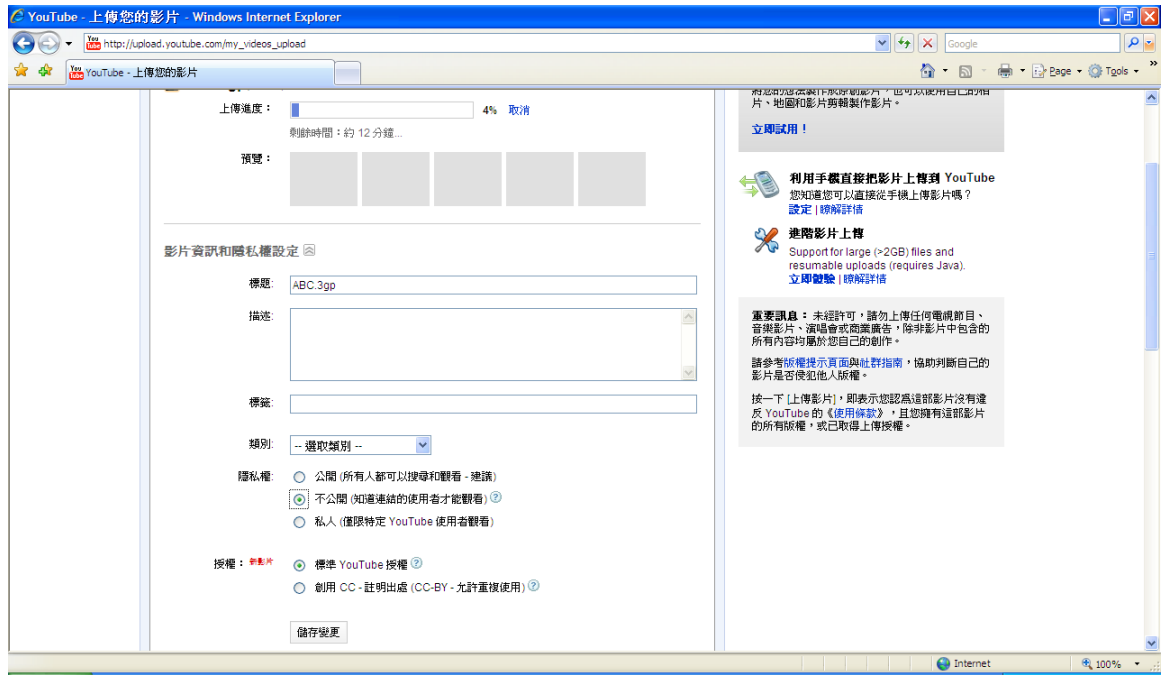 YouTube - 上傳您的影片 - Windows Internet Explorer
http://upload.youtube.com/my_videos_upload
Google
YouTube - 上傳您的影片
Page
Tools
上傳進度：
4% 取消
剩餘時間：約 12 分鐘...
預覽：
影片資訊和隱私權設定
標題:
ABC.3gp
描述:
標籤:
類別:
-- 選取類別 --
隱私權:
公開 (所有人都可以搜尋和觀看 - 建議)
不公開 (知道連結的使用者才能觀看)
私人 (僅限特定 YouTube 使用者觀看)
授權： 新影片
標準 YouTube 授權
創用 CC - 註明出處 (CC-BY - 允許重複使用)
儲存變更
片、地圖和影片剪輯製作影片。
立即試用！
利用手機直接把影片上傳到 YouTube
您知道您可以直接從手機上傳影片嗎？
設定 | 瞭解詳情
進階影片上傳
Support for large (>2GB) files and
resumable uploads (requires Java).
立即體驗 | 瞭解詳情
重要訊息： 未經許可，請勿上傳任何電視節目、
音樂影片、演唱會或商業廣告，除非影片中包含的
所有內容均屬於您自己的創作。
請參考版權提示頁面與社群指南，協助判斷自己的
影片是否侵犯他人版權。
按一下 [上傳影片]，即表示您認為這部影片沒有違
反 YouTube 的《使用條款》，且您擁有這部影片
的所有版權，或已取得上傳授權。
Internet
100%